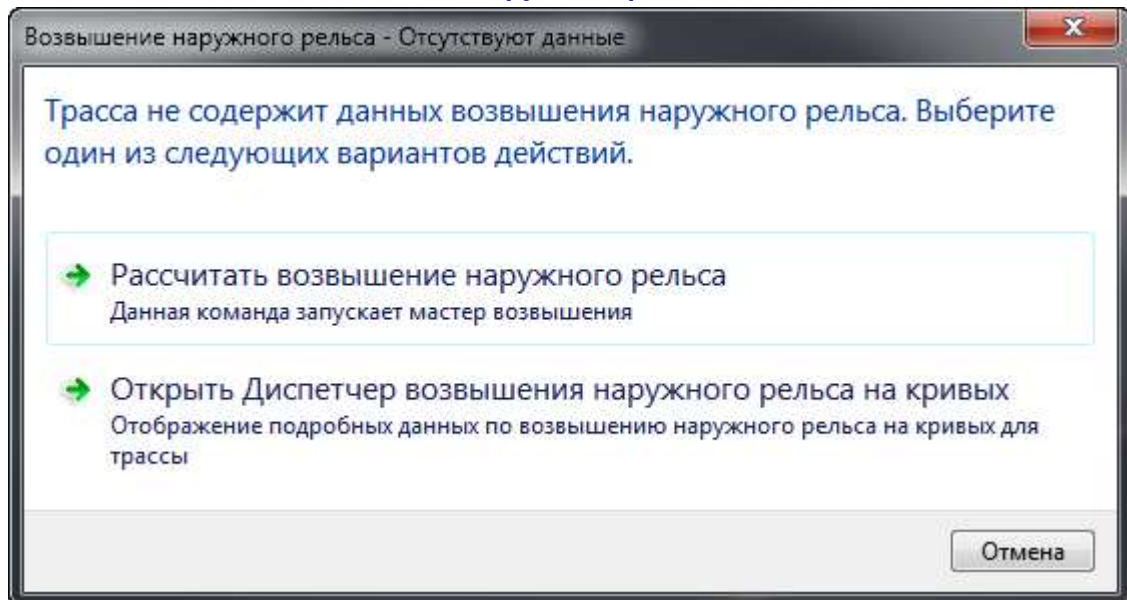 Возвышение наружного рельса - Отсутствуют данные
Трасса не содержит данных возвышения наружного рельса. Выберите
один из следующих вариантов действий.
Рассчитать возвышение наружного рельса
Данная команда запускает мастер возвышения
Открыть Диспетчер возвышения наружного рельса на кривых
Отображение подробных данных по возвышению наружного рельса на кривых для
трассы
Отмена